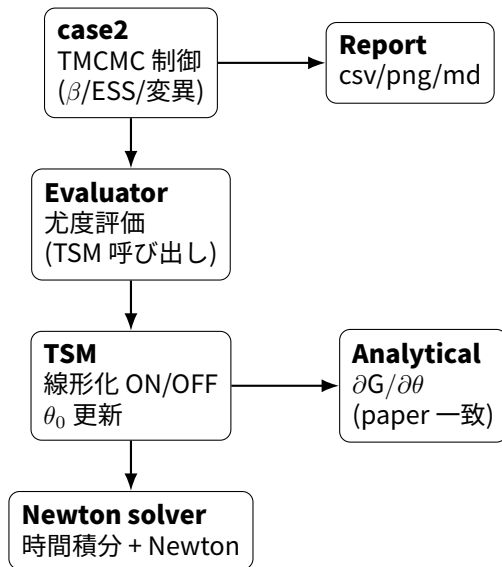 case2
TMCMC 制御
(β/ESS/変異)
Report
csv/png/md
Evaluator
尤度評価
(TSM 呼び出し)
TSM
線形化 ON/OFF
θ₀ 更新
Analytical
∂G/∂θ
(paper 一致)
Newton solver
時間積分 + Newton